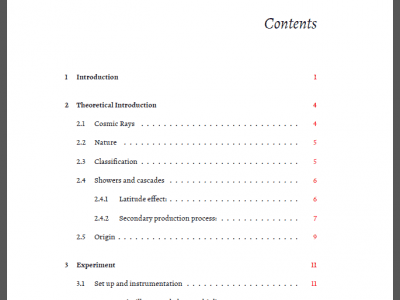 Contents
1 Introduction 1
2 Theoretical Introduction 4
2.1 Cosmic Rays . . . . . . . . . . . . . . . . . . . . . . . . 4
2.2 Nature . . . . . . . . . . . . . . . . . . . . . . . . . . . 5
2.3 Classification . . . . . . . . . . . . . . . . . . . . . . . 5
2.4 Showers and cascades . . . . . . . . . . . . . . . . . . . 6
2.4.1 Latitude effect: . . . . . . . . . . . . . . . . . . . . 6
2.4.2 Secondary production process: . . . . . . . . . . . . 7
2.5 Origin . . . . . . . . . . . . . . . . . . . . . . . . . . . 9
3 Experiment 11
3.1 Set up and instrumentation . . . . . . . . . . . . . . . . 11